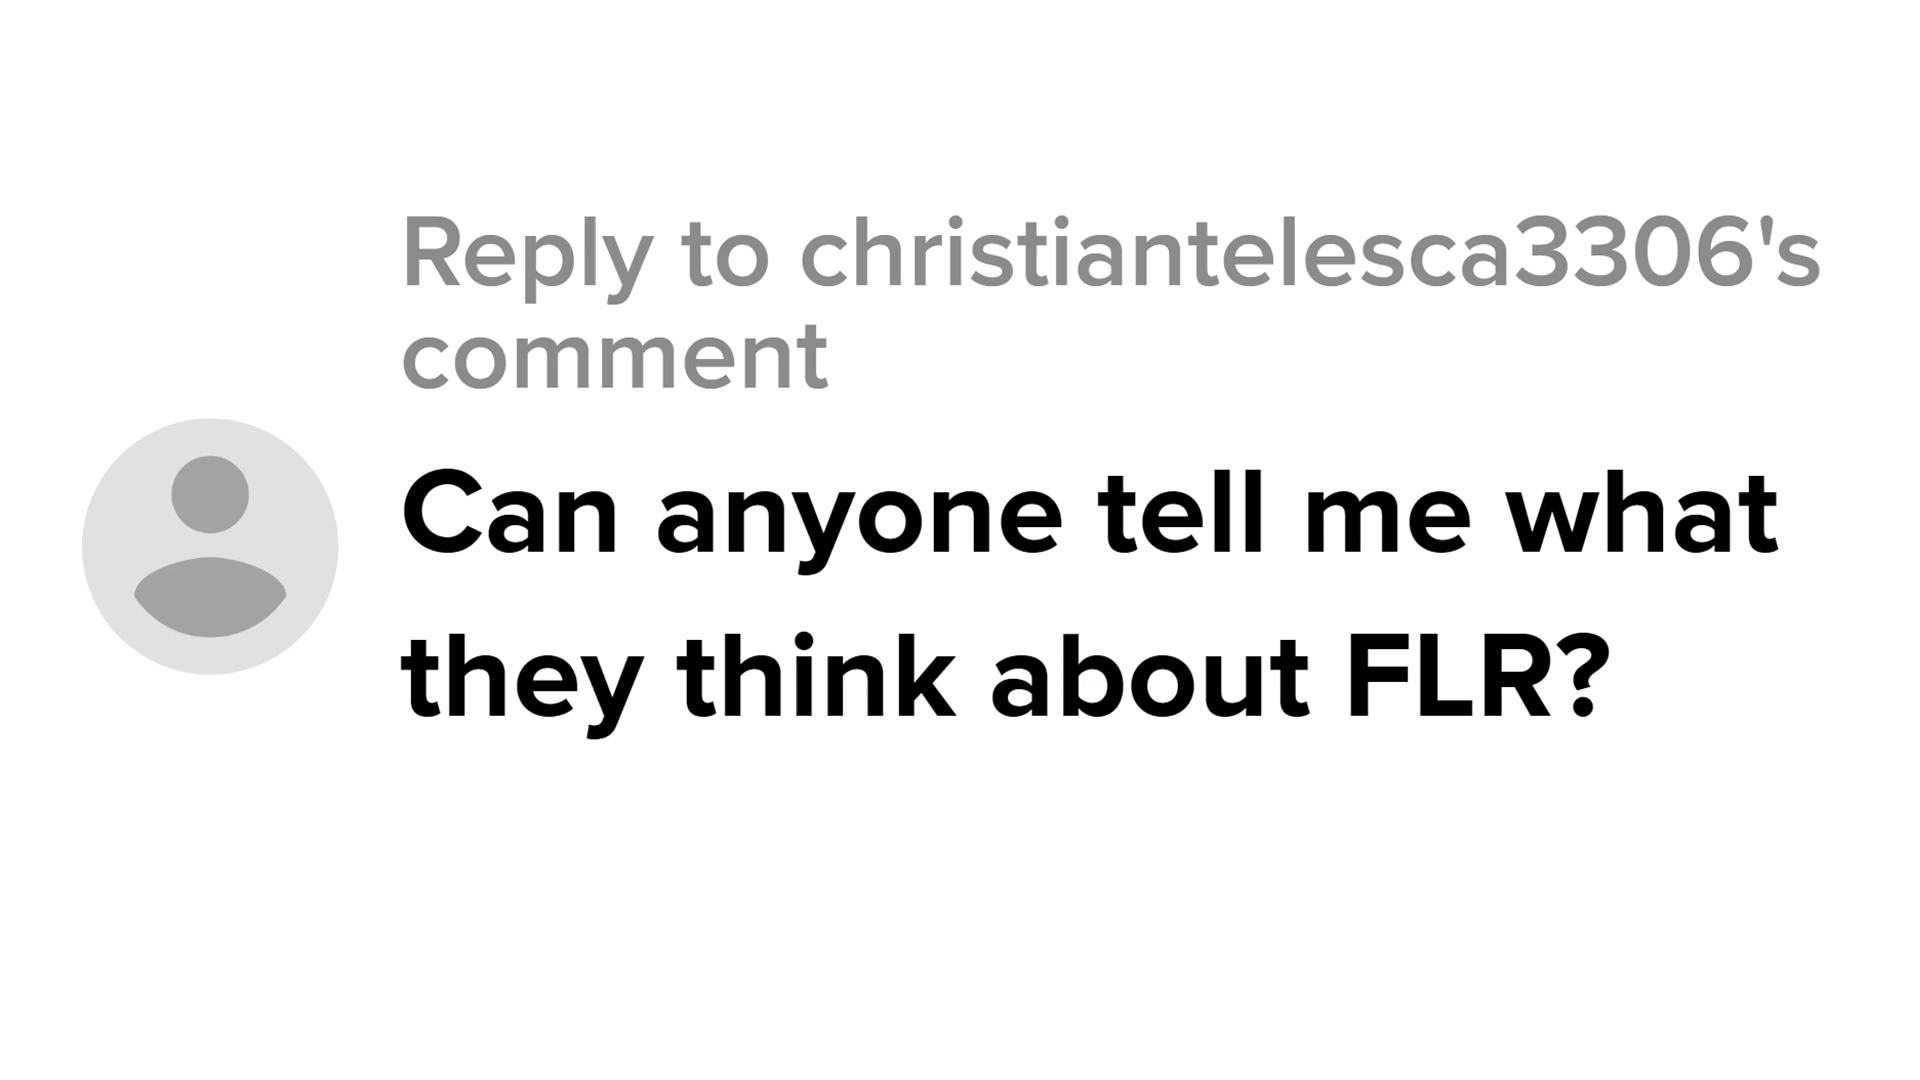 Reply to christiantelesca3306's
comment
Can anyone tell me what
they think about FLR?